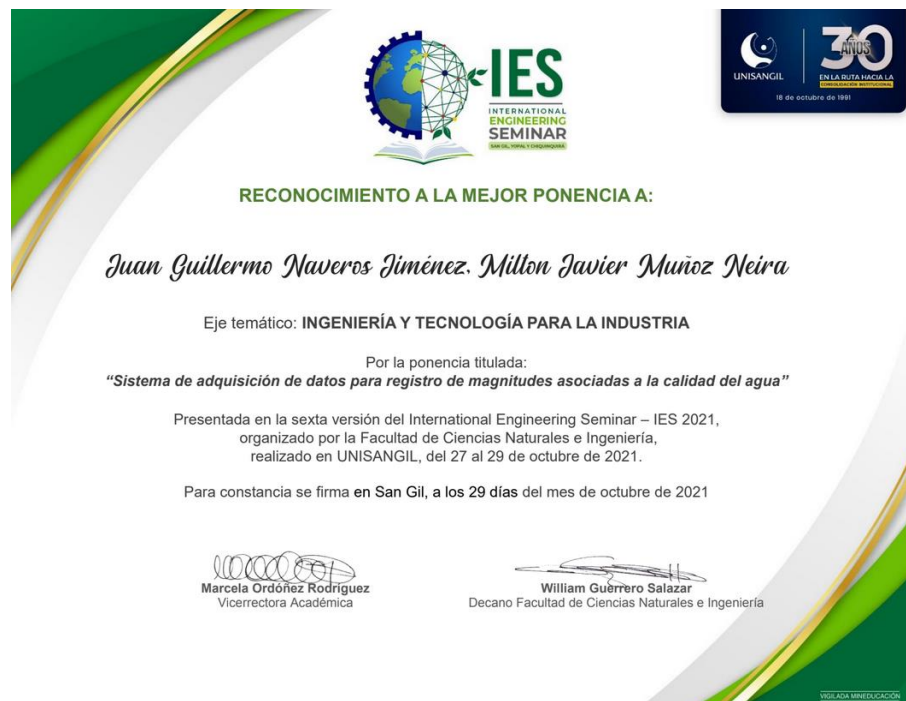 IES
INTERNATIONAL
ENGINEERING
SEMINAR
SAN GIL, YOPAL Y CHIQUINQUIRÁ
UNISANGIL
30
AÑOS
EN LA RUTA HACIA LA
CONSOLIDACIÓN INSTITUCIONAL
18 de octubre de 1991
RECONOCIMIENTO A LA MEJOR PONENCIA A:
Juan Guillermo Naveros Jiménez, Milton Javier Muñoz Neira
Eje temático: INGENIERÍA Y TECNOLOGÍA PARA LA INDUSTRIA
Por la ponencia titulada:
“Sistema de adquisición de datos para registro de magnitudes asociadas a la calidad del agua”
Presentada en la sexta versión del International Engineering Seminar – IES 2021,
organizado por la Facultad de Ciencias Naturales e Ingeniería,
realizado en UNISANGIL, del 27 al 29 de octubre de 2021.
Para constancia se firma en San Gil, a los 29 días del mes de octubre de 2021
Marcela Ordóñez Rodríguez
Vicerrectora Académica
William Guerrero Salazar
Decano Facultad de Ciencias Naturales e Ingeniería
VIGILADA MINEDUCACIÓN